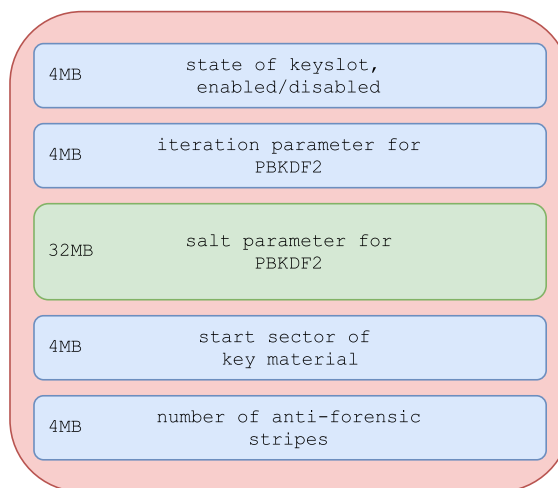 4MB
state of keyslot,
enabled/disabled
4MB
iteration parameter for
PBKDF2
32MB
salt parameter for
PBKDF2
4MB
start sector of
key material
4MB
number of anti-forensic
stripes